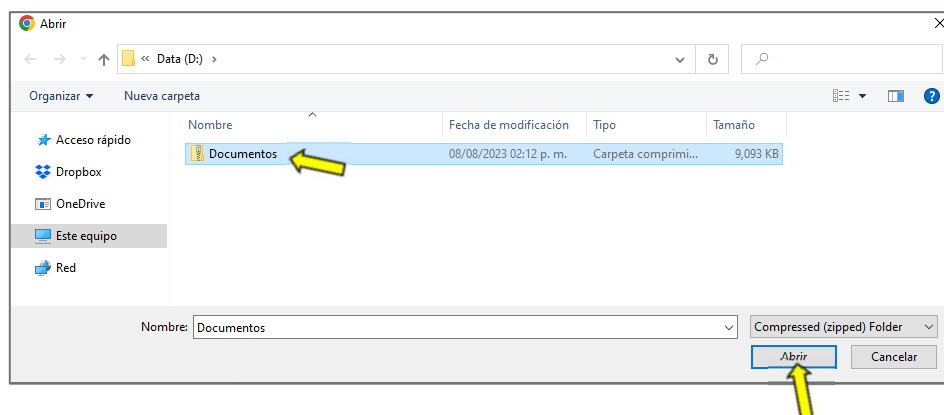 Abrir
« Data (D:) >
Organizar Nueva carpeta
Nombre Fecha de modificación Tipo Tamaño
Acceso rápido
Documentos 08/08/2023 02:12 p. m. Carpeta comprimi... 9,093 KB
Dropbox
OneDrive
Este equipo
Red
Nombre: Documentos Compressed (zipped) Folder
Abrir Cancelar